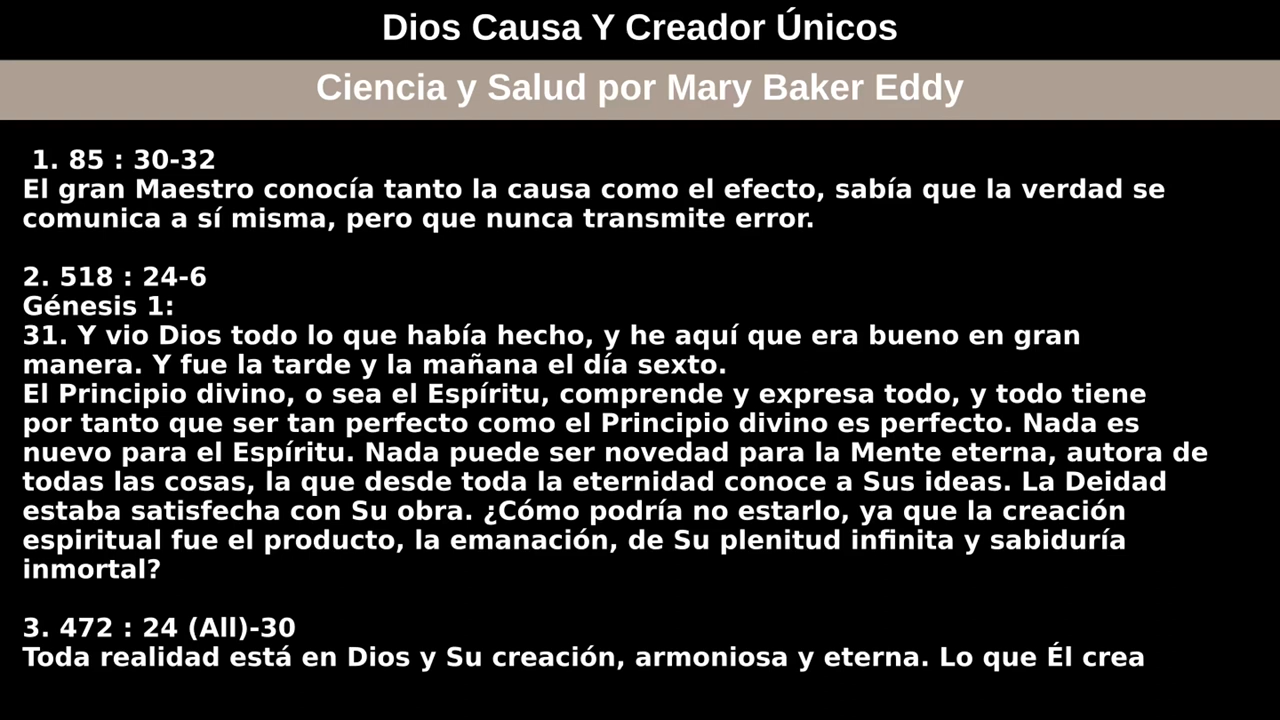 Dios Causa Y Creador Únicos
Ciencia y Salud por Mary Baker Eddy
1. 85 : 30-32
El gran Maestro conocía tanto la causa como el efecto, sabía que la verdad se
comunica a sí misma, pero que nunca transmite error.
2. 518 : 24-6
Génesis 1:
31. Y vio Dios todo lo que había hecho, y he aquí que era bueno en gran
manera. Y fue la tarde y la mañana el día sexto.
El Principio divino, o sea el Espíritu, comprende y expresa todo, y todo tiene
por tanto que ser tan perfecto como el Principio divino es perfecto. Nada es
nuevo para el Espíritu. Nada puede ser novedad para la Mente eterna, autora de
todas las cosas, la que desde toda la eternidad conoce a Sus ideas. La Deidad
estaba satisfecha con Su obra. ¿Cómo podría no estarlo, ya que la creación
espiritual fue el producto, la emanación, de Su plenitud infinita y sabiduría
inmortal?
3. 472 : 24 (All)-30
Toda realidad está en Dios y Su creación, armoniosa y eterna. Lo que Él crea